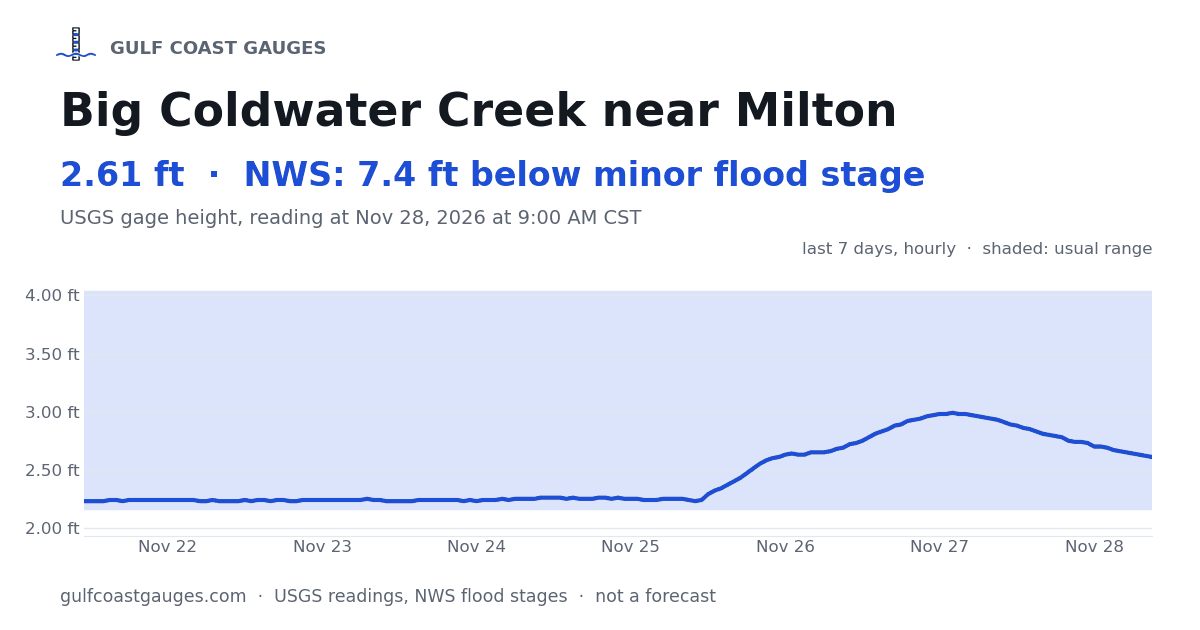 GULF COAST GAUGES
Big Coldwater Creek near Milton
2.61 ft · NWS: 7.4 ft below minor flood stage
USGS gage height, reading at Nov 28, 2026 at 9:00 AM CST
last 7 days, hourly · shaded: usual range
4.00 ft
3.50 ft
3.00 ft
2.50 ft
2.00 ft
Nov 22 Nov 23 Nov 24 Nov 25 Nov 26 Nov 27 Nov 28
gulfcoastgauges.com · USGS readings, NWS flood stages · not a forecast